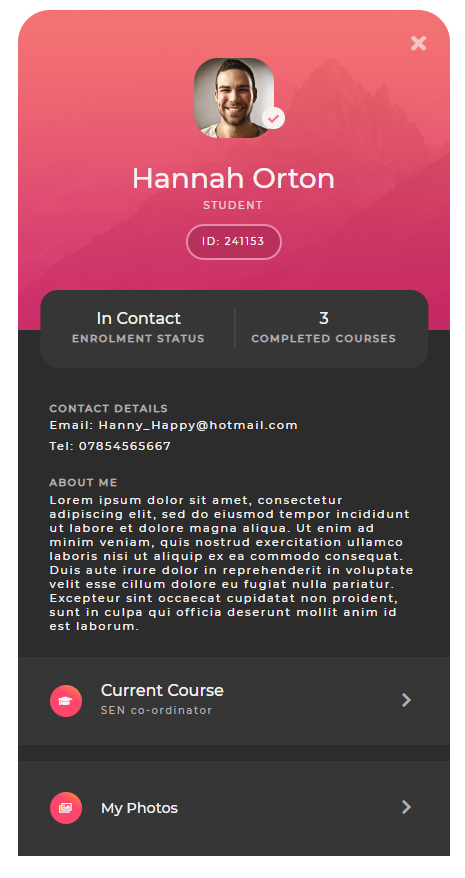 Hannah Orton
STUDENT
ID: 241153
In Contact
ENROLMENT STATUS
3
COMPLETED COURSES
CONTACT DETAILS
Email: Hanny_Happy@hotmail.com
Tel: 07854565667
ABOUT ME
Lorem ipsum dolor sit amet, consectetur
adipiscing elit, sed do eiusmod tempor incididunt
ut labore et dolore magna aliqua. Ut enim ad
minim veniam, quis nostrud exercitation ullamco
laboris nisi ut aliquip ex ea commodo consequat.
Duis aute irure dolor in reprehenderit in voluptate
velit esse cillum dolore eu fugiat nulla pariatur.
Excepteur sint occaecat cupidatat non proident,
sunt in culpa qui officia deserunt mollit anim id
est laborum.
Current Course
SEN co-ordinator
My Photos